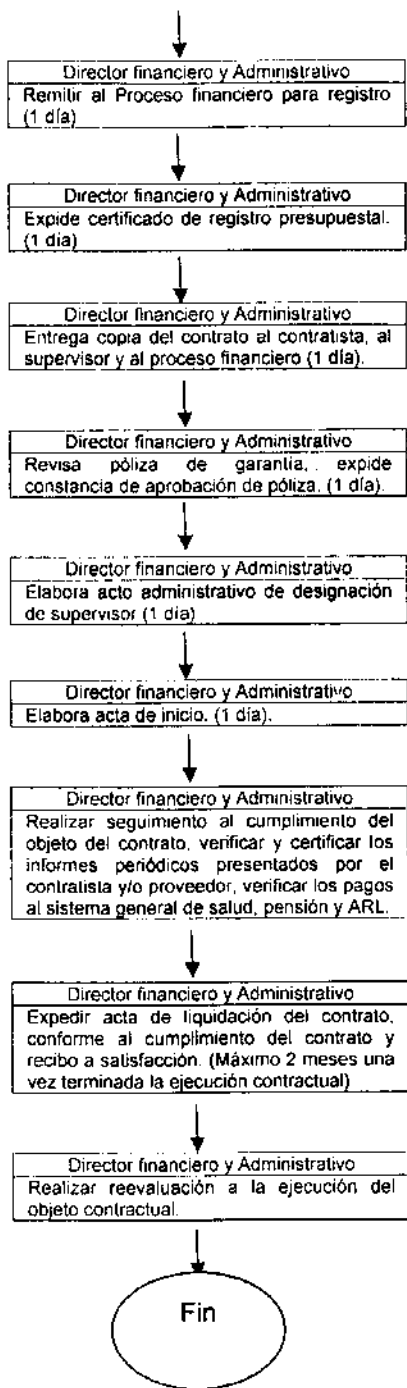 Director financiero y Administrativo
Remitir al Proceso financiero para registro
(1 día)
Director financiero y Administrativo
Expide certificado de registro presupuestal.
(1 día)
Director financiero y Administrativo
Entrega copia del contrato al contratista, al
supervisor y al proceso financiero (1 día).
Director financiero y Administrativo
Revisa póliza de garantía, expide
constancia de aprobación de póliza. (1 día).
Director financiero y Administrativo
Elabora acto administrativo de designación
de supervisor (1 día)
Director financiero y Administrativo
Elabora acta de inicio. (1 día).
Director financiero y Administrativo
Realizar seguimiento al cumplimiento del
objeto del contrato, verificar y certificar los
informes periódicos presentados por el
contratista y/o proveedor, verificar los pagos
al sistema general de salud, pensión y ARL.
Director financiero y Administrativo
Expedir acta de liquidación del contrato,
conforme al cumplimiento del contrato y
recibo a satisfacción. (Máximo 2 meses una
vez terminada la ejecución contractual)
Director financiero y Administrativo
Realizar reevaluación a la ejecución del
objeto contractual.
Fin